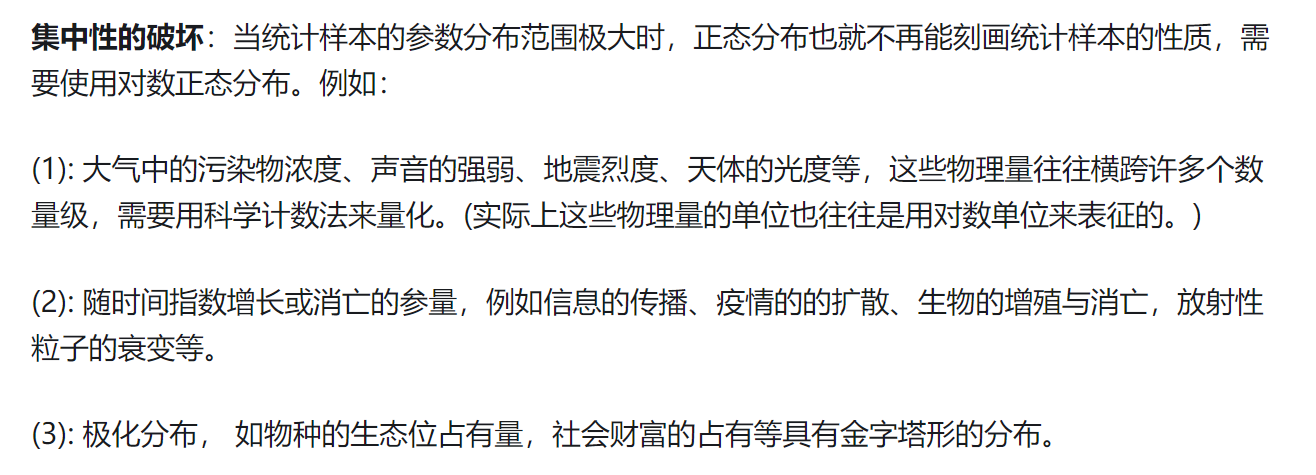 集中性的破坏：当统计样本的参数分布范围极大时，正态分布也就不再能刻画统计样本的性质，需
要使用对数正态分布。例如：
(1): 大气中的污染物浓度、声音的强弱、地震烈度、天体的光度等，这些物理量往往横跨许多个数
量级，需要用科学计数法来量化。(实际上这些物理量的单位也往往是用对数单位来表征的。)
(2): 随时间指数增长或消亡的参量，例如信息的传播、疫情的的扩散、生物的增殖与消亡，放射性
粒子的衰变等。
(3): 极化分布， 如物种的生态位占有量，社会财富的占有等具有金字塔形的分布。